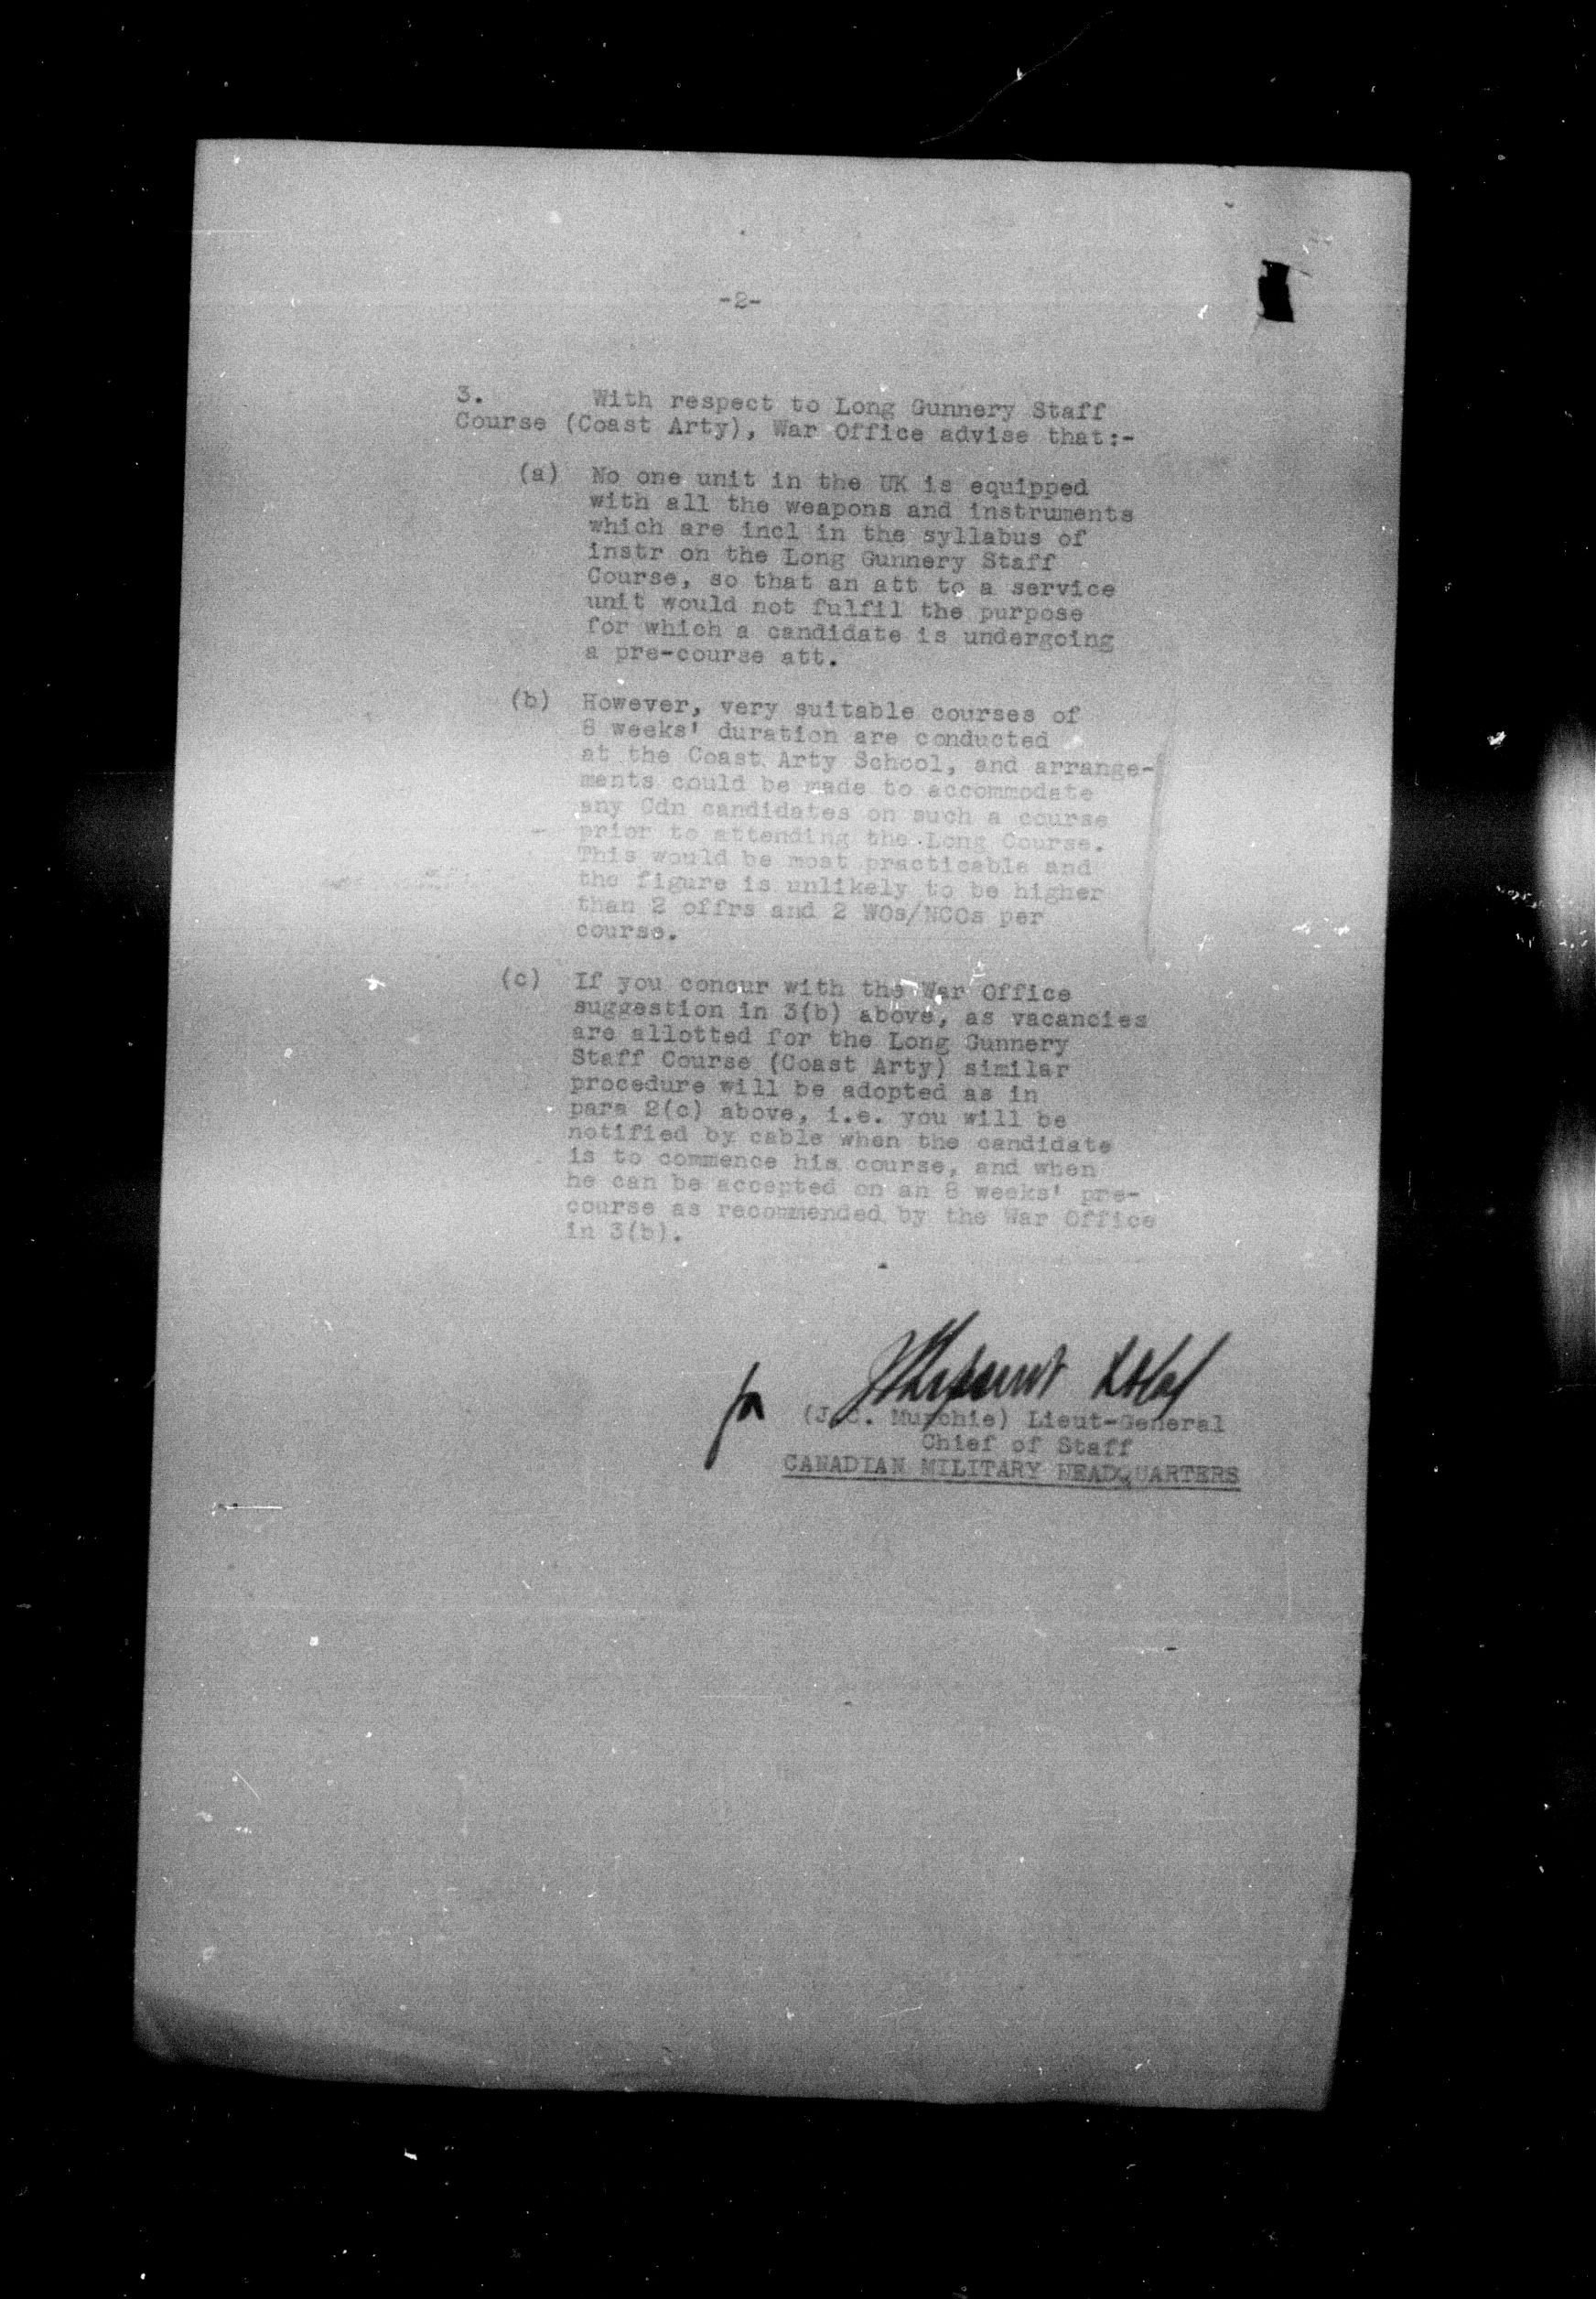 -2-
3. With respect to Long Gunnery Staff
Course (Coast Arty), War Office advise that:-
(a) No one unit in the UK is equipped
with all the weapons and instruments
which are incl in the syllabus of
instr on the Long Gunnery Staff
Course, so that an att to a service
unit would not fulfil the purpose
for which a candidate is undergoing
a pre-course att.
(b) However, very suitable courses of
8 weeks' duration are conducted
at the Coast Arty School, and arrange-
ments could be made to accommodate
any Cdn candidates on such a course
prior to attending the Long Course.
This would be most practicable and
the figure is unlikely to be higher
than 2 offrs and 2 WOs/NCOs per
course.
(c) If you concur with the War Office
suggestion in 3(b) above, as vacancies
are allotted for the Long Gunnery
Staff Course (Coast Arty) similar
procedure will be adopted as in
para 2(c) above, i.e. you will be
notified by cable when the candidate
is to commence his course, and when
he can be accepted on an 8 weeks' pre-
course as recommended by the War Office
in 3(b).
for
(J.C. Murchie) Lieut-General
Chief of Staff
CANADIAN MILITARY HEADQUARTERS